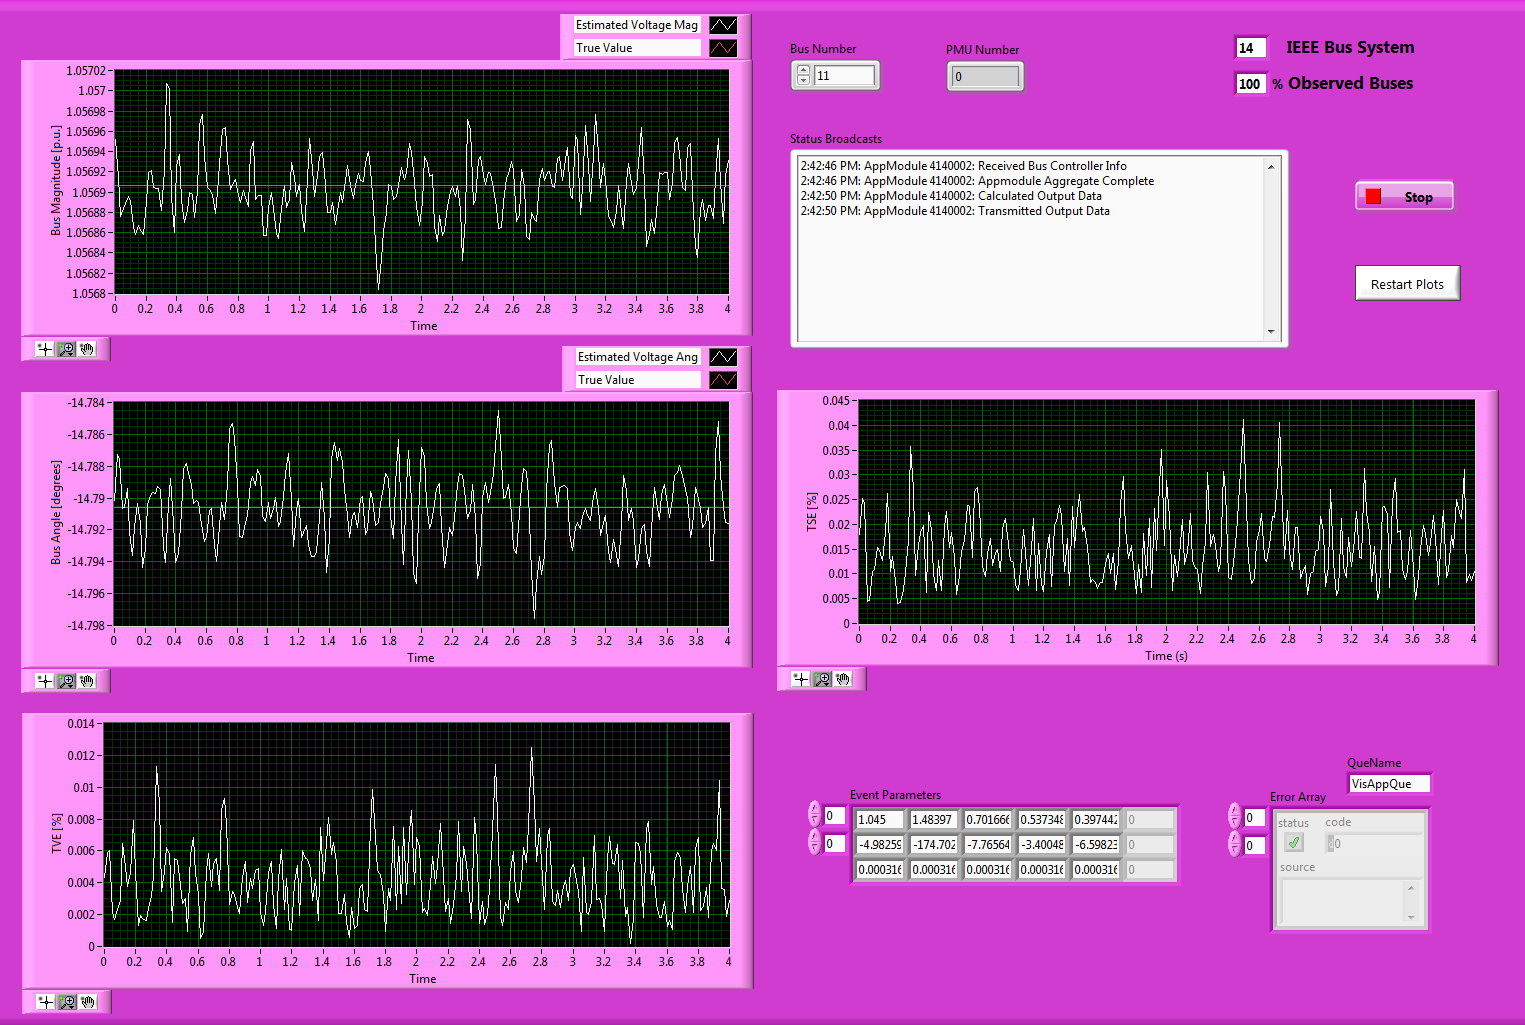 Estimated Voltage Mag
True Value
1.05702
1.057
1.05698
1.05696
1.05694
1.05692
1.0569
1.05688
1.05686
1.05684
1.05682
1.0568
Bus Magnitude [p.u.]
0 0.2 0.4 0.6 0.8 1 1.2 1.4 1.6 1.8 2 2.2 2.4 2.6 2.8 3 3.2 3.4 3.6 3.8 4
Time
Bus Number
11
PMU Number
0
14 IEEE Bus System
100 % Observed Buses
Status Broadcasts
2:42:46 PM: AppModule 4140002: Received Bus Controller Info
2:42:46 PM: AppModule 4140002: Appmodule Aggregate Complete
2:42:50 PM: AppModule 4140002: Calculated Output Data
2:42:50 PM: AppModule 4140002: Transmitted Output Data
Stop
Restart Plots
Estimated Voltage Ang
True Value
-14.784
-14.786
-14.788
-14.79
-14.792
-14.794
-14.796
-14.798
Bus Angle [degrees]
0 0.2 0.4 0.6 0.8 1 1.2 1.4 1.6 1.8 2 2.2 2.4 2.6 2.8 3 3.2 3.4 3.6 3.8 4
Time
0.045
0.04
0.035
0.03
0.025
0.02
0.015
0.01
0.005
0
TSE [%]
0 0.2 0.4 0.6 0.8 1 1.2 1.4 1.6 1.8 2 2.2 2.4 2.6 2.8 3 3.2 3.4 3.6 3.8 4
Time (s)
0.014
0.012
0.01
0.008
0.006
0.004
0.002
0
TVE [%]
0 0.2 0.4 0.6 0.8 1 1.2 1.4 1.6 1.8 2 2.2 2.4 2.6 2.8 3 3.2 3.4 3.6 3.8 4
Time
Event Parameters
0 1.045 1.48397 0.701666 0.537348 0.397442 0
0 -4.98259 -174.702 -7.76564 -3.40048 -6.59823 0
0.000316 0.000316 0.000316 0.000316 0.000316 0
QueName
VisAppQue
Error Array
0
0
status code
0
source